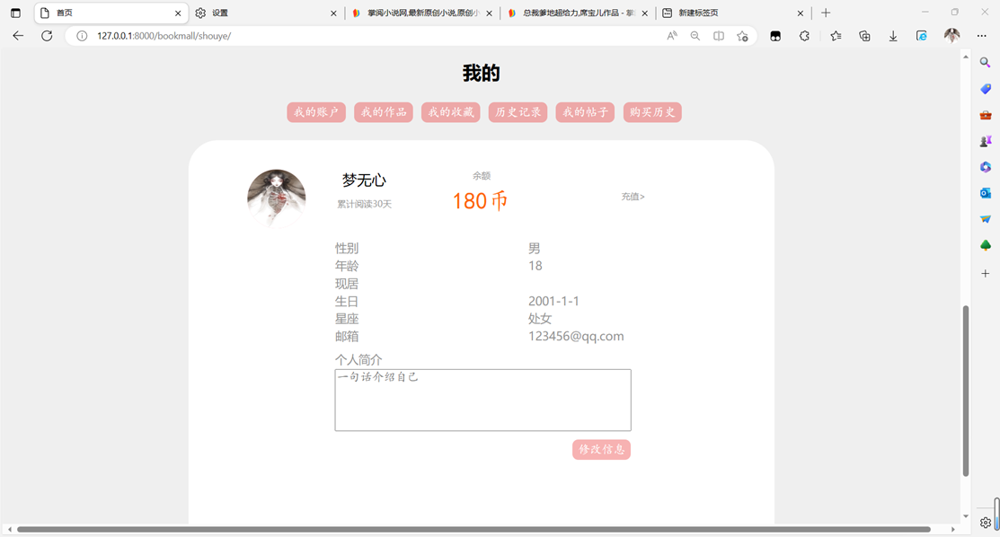 首页
设置
掌阅小说网,最新原创小说,原创小
总裁爹地超给力,席宝儿作品 - 掌
新建标签页
127.0.0.1:8000/bookmall/shouye/
我的
我的账户 我的作品 我的收藏 历史记录 我的帖子 购买历史
梦无心
累计阅读30天
余额
180币
充值>
性别 男
年龄 18
现居
生日 2001-1-1
星座 处女
邮箱 123456@qq.com
个人简介
一句话介绍自己
修改信息